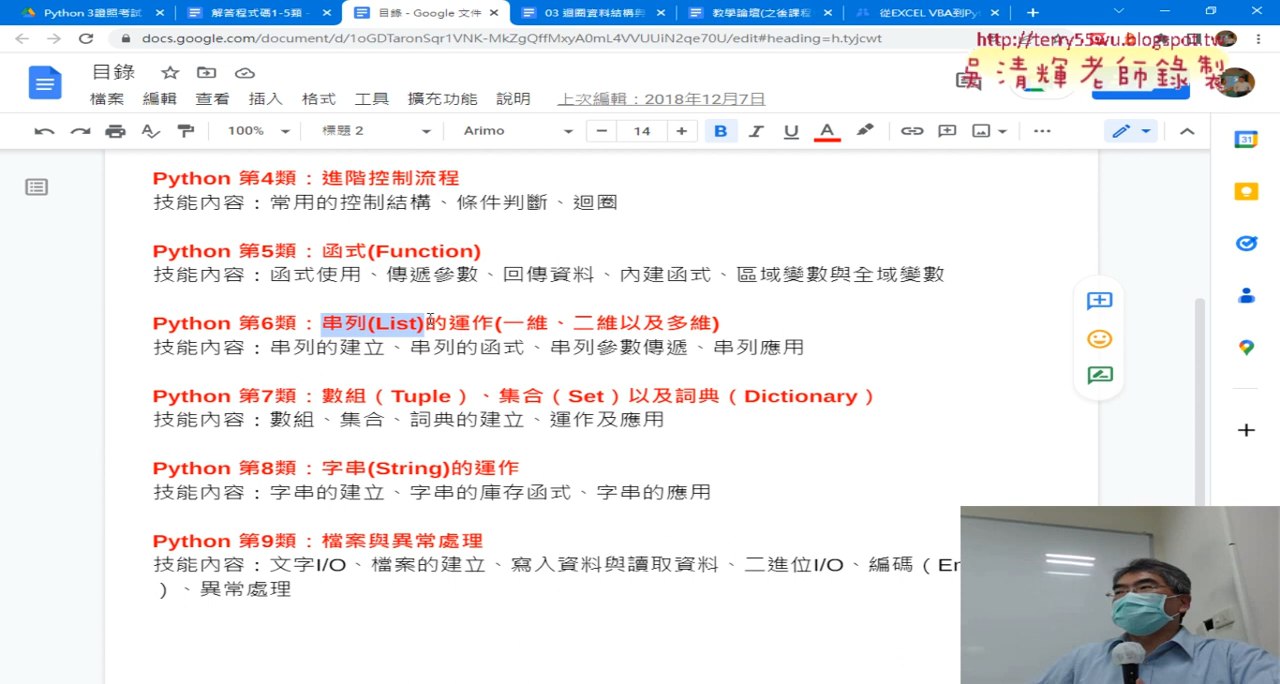 Python 3證照考試
解答程式碼1-5類 -
目錄 - Google 文件
03 迴圈資料結構與
教學論壇(之後課程
從EXCEL VBA到Py
docs.google.com/document/d/1oGDTaronSqr1VNK-MkZgQffMxyA0mL4VVUUiN2qe70U/edit#heading=h.tyjcwt
http://terry55wu.blogspot.tw
吳清輝老師錄製
目錄
檔案 編輯 查看 插入 格式 工具 擴充功能 說明 上次編輯：2018年12月7日
100% 標題 2 Arimo 14 B I U A
31
Python 第4類：進階控制流程
技能內容：常用的控制結構、條件判斷、迴圈
Python 第5類：函式(Function)
技能內容：函式使用、傳遞參數、回傳資料、內建函式、區域變數與全域變數
Python 第6類：串列(List)的運作(一維、二維以及多維)
技能內容：串列的建立、串列的函式、串列參數傳遞、串列應用
Python 第7類：數組（Tuple）、集合（Set）以及詞典（Dictionary）
技能內容：數組、集合、詞典的建立、運作及應用
Python 第8類：字串(String)的運作
技能內容：字串的建立、字串的庫存函式、字串的應用
Python 第9類：檔案與異常處理
技能內容：文字I/O、檔案的建立、寫入資料與讀取資料、二進位I/O、編碼（En
）、異常處理